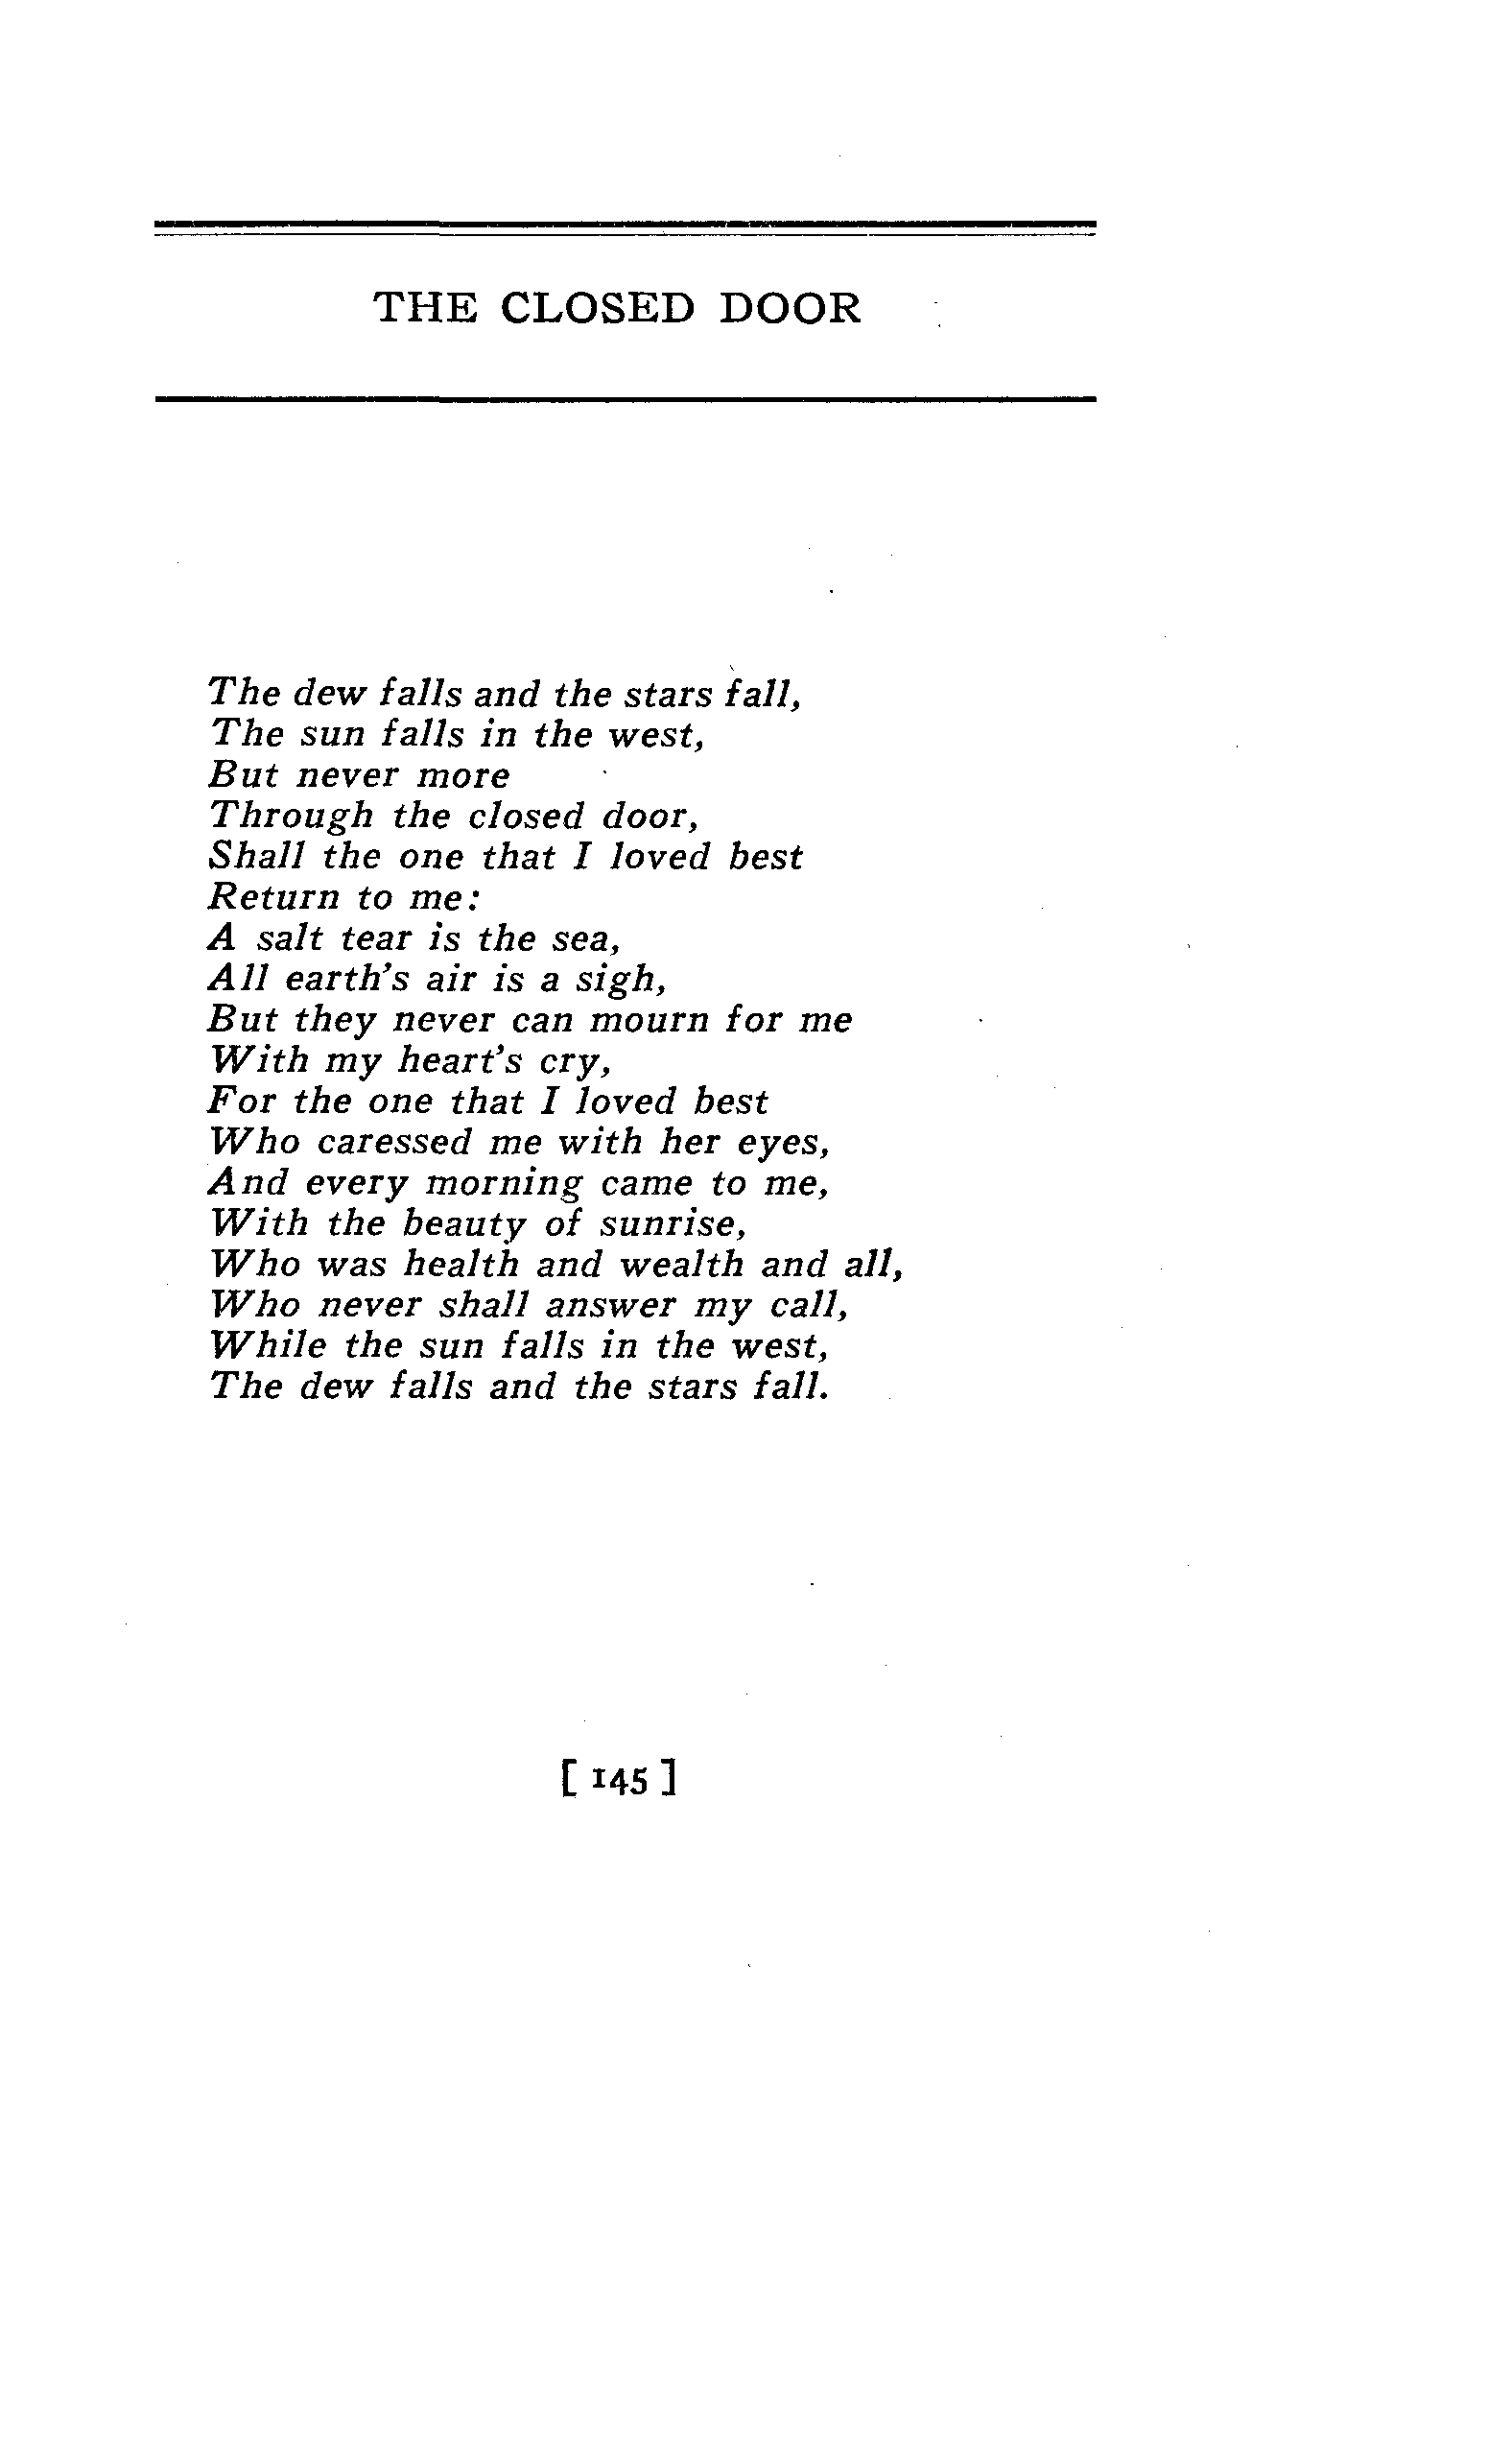 THE CLOSED DOOR
The dew falls and the stars fall,
The sun falls in the west,
But never more
Through the closed door,
Shall the one that I loved best
Return to me:
A salt tear is the sea,
All earth's air is a sigh,
But they never can mourn for me
With my heart's cry,
For the one that I loved best
Who caressed me with her eyes,
And every morning came to me,
With the beauty of sunrise,
Who was health and wealth and all,
Who never shall answer my call,
While the sun falls in the west,
The dew falls and the stars fall.
[ 145 ]